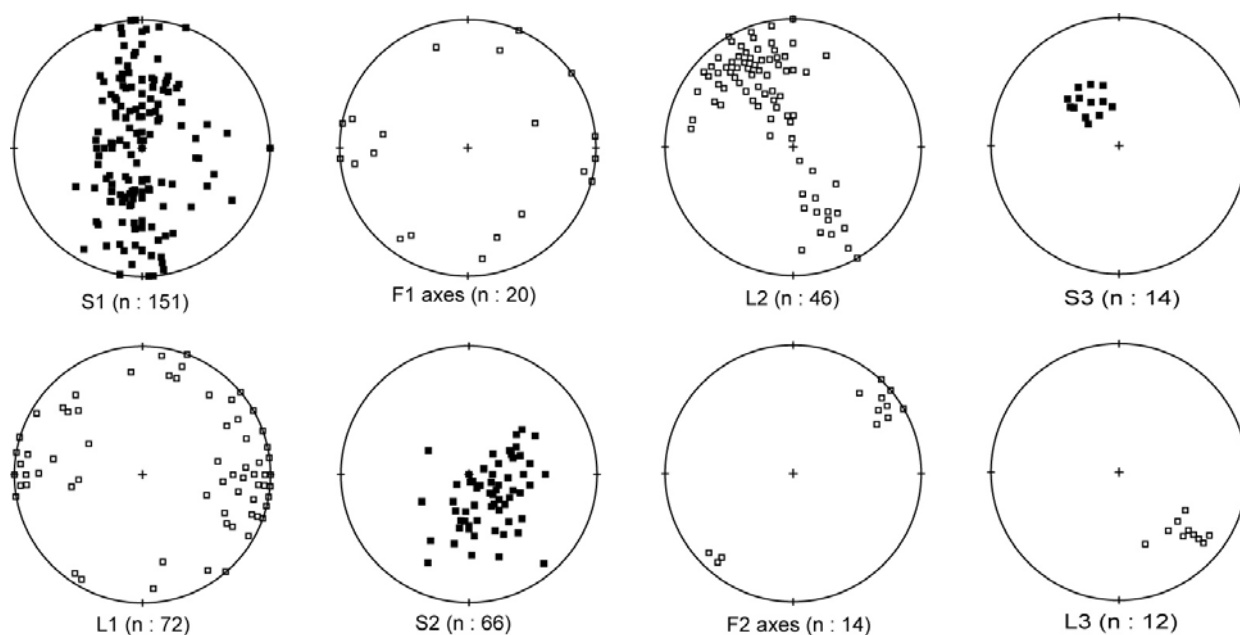 S1 (n : 151)
F1 axes (n : 20)
L2 (n : 46)
S3 (n : 14)
L1 (n : 72)
S2 (n : 66)
F2 axes (n : 14)
L3 (n : 12)